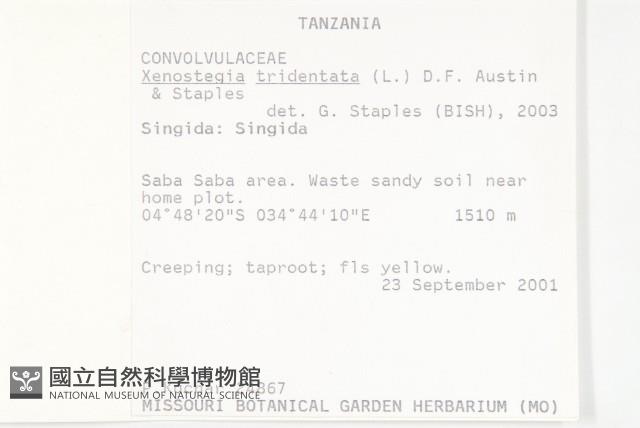 TANZANIA
CONVOLVULACEAE
Xenostegia tridentata (L.) D.F. Austin
& Staples
det. G. Staples (BISH), 2003
Singida: Singida
Saba Saba area. Waste sandy soil near
home plot.
04°48'20"S 034°44'10"E 1510 m
Creeping; taproot; fls yellow.
23 September 2001
國立自然科學博物館
NATIONAL MUSEUM OF NATURAL SCIENCE
MISSOURI BOTANICAL GARDEN HERBARIUM (MO)